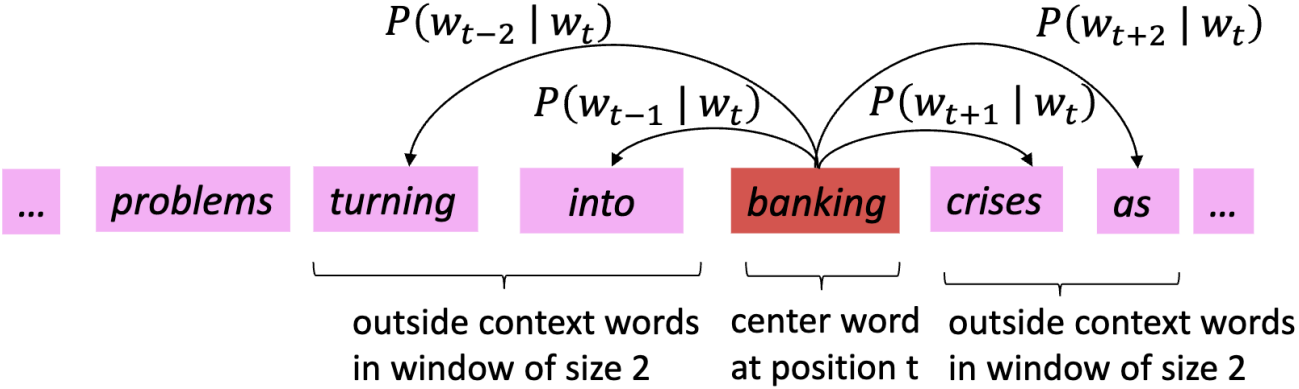 P(w_{t−2} | w_t) P(w_{t+2} | w_t)
P(w_{t−1} | w_t) P(w_{t+1} | w_t)
... problems turning into banking crises as ...
outside context words center word outside context words
in window of size 2 at position t in window of size 2